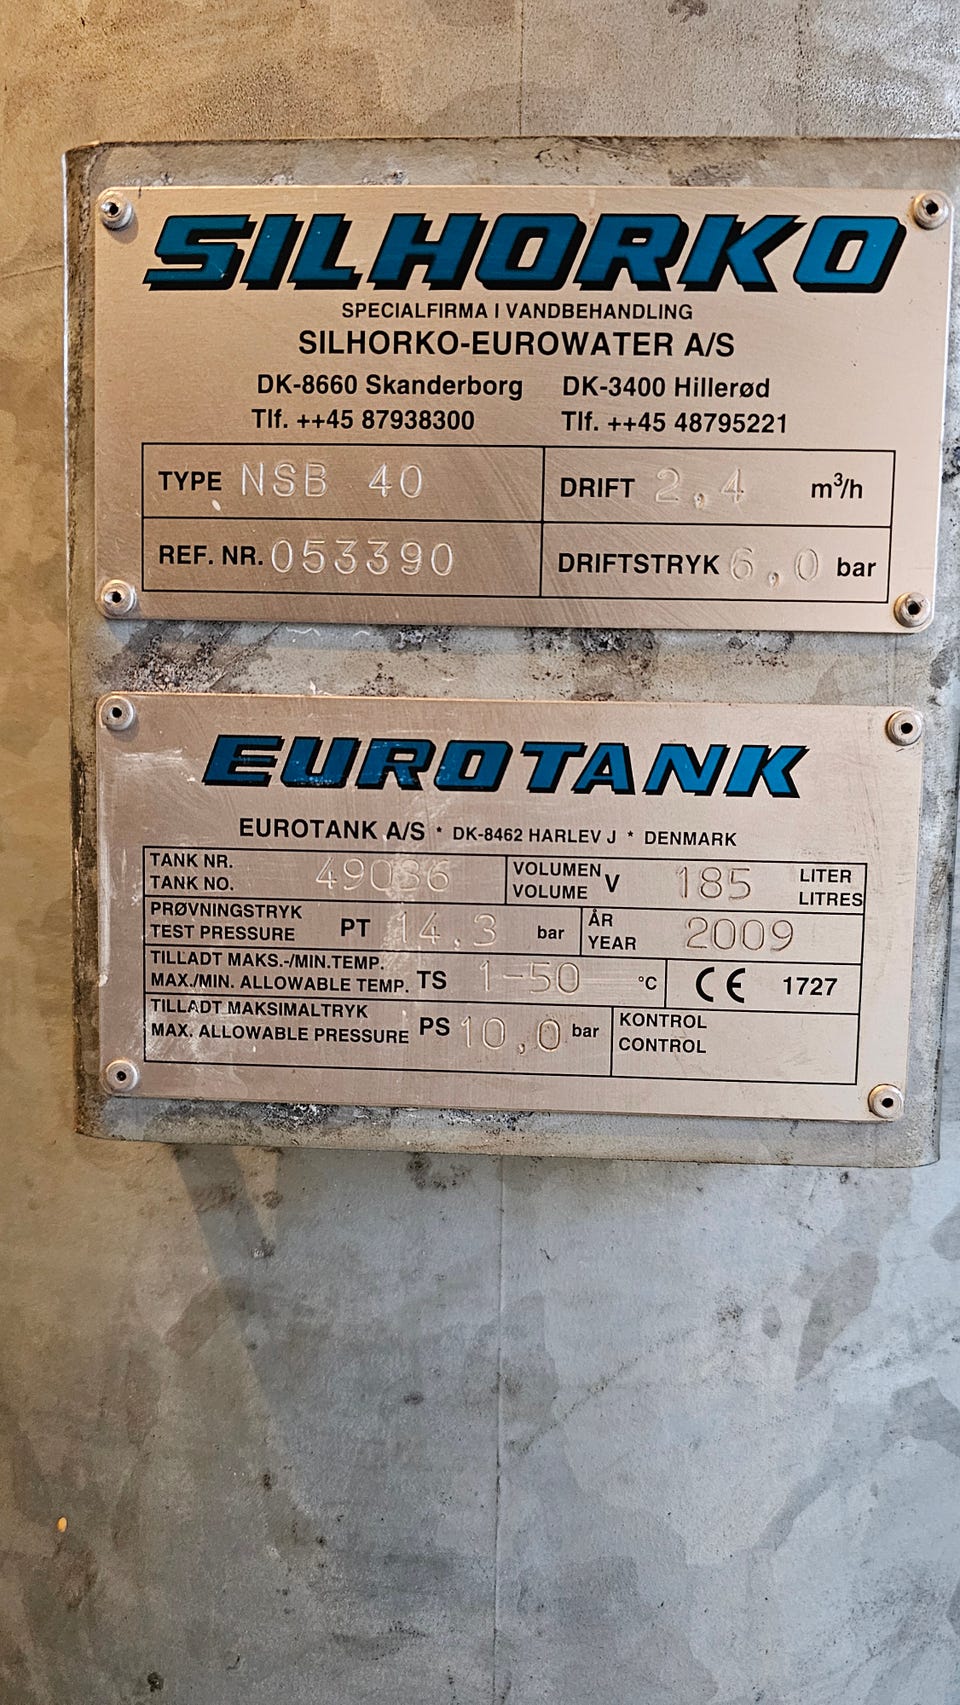 SILHORKO
SPECIALFIRMA I VANDBEHANDLING
SILHORKO-EUROWATER A/S
DK-8660 Skanderborg DK-3400 Hillerød
Tlf. ++45 87938300 Tlf. ++45 48795221
TYPE NSB 40 DRIFT 2,4 m³/h
REF. NR. 053390 DRIFTSTRYK 6,0 bar
EUROTANK
EUROTANK A/S * DK-8462 HARLEV J * DENMARK
TANK NR.
TANK NO. 49036
VOLUMEN
VOLUME V 185 LITER
LITRES
PRØVNINGSTRYK
TEST PRESSURE PT 14,3 bar
ÅR
YEAR 2009
TILLADT MAKS.-/MIN.TEMP.
MAX./MIN. ALLOWABLE TEMP. TS 1-50 °C
CE 1727
TILLADT MAKSIMALTRYK
MAX. ALLOWABLE PRESSURE PS 10,0 bar
KONTROL
CONTROL